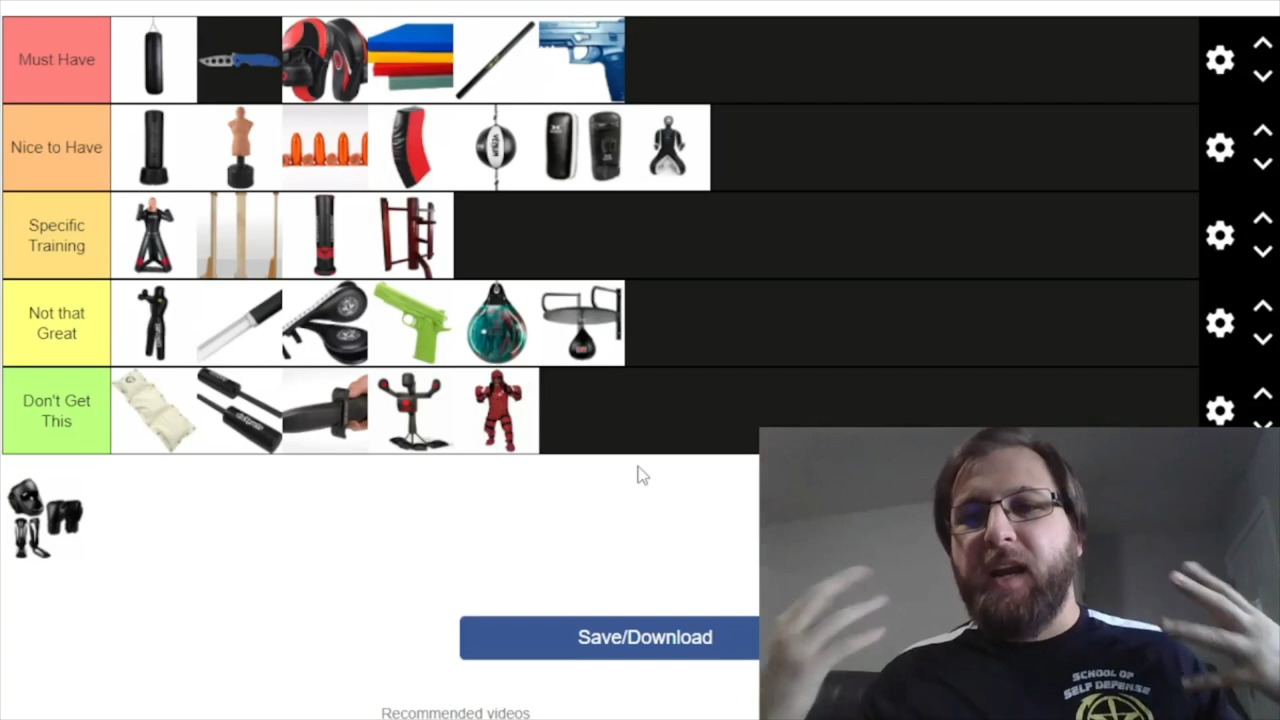 Must Have
Nice to Have
Specific
Training
Not that
Great
Don't Get
This
VENUM
Save/Download
SCHOOL OF
SELF DEFENSE
Recommended videos